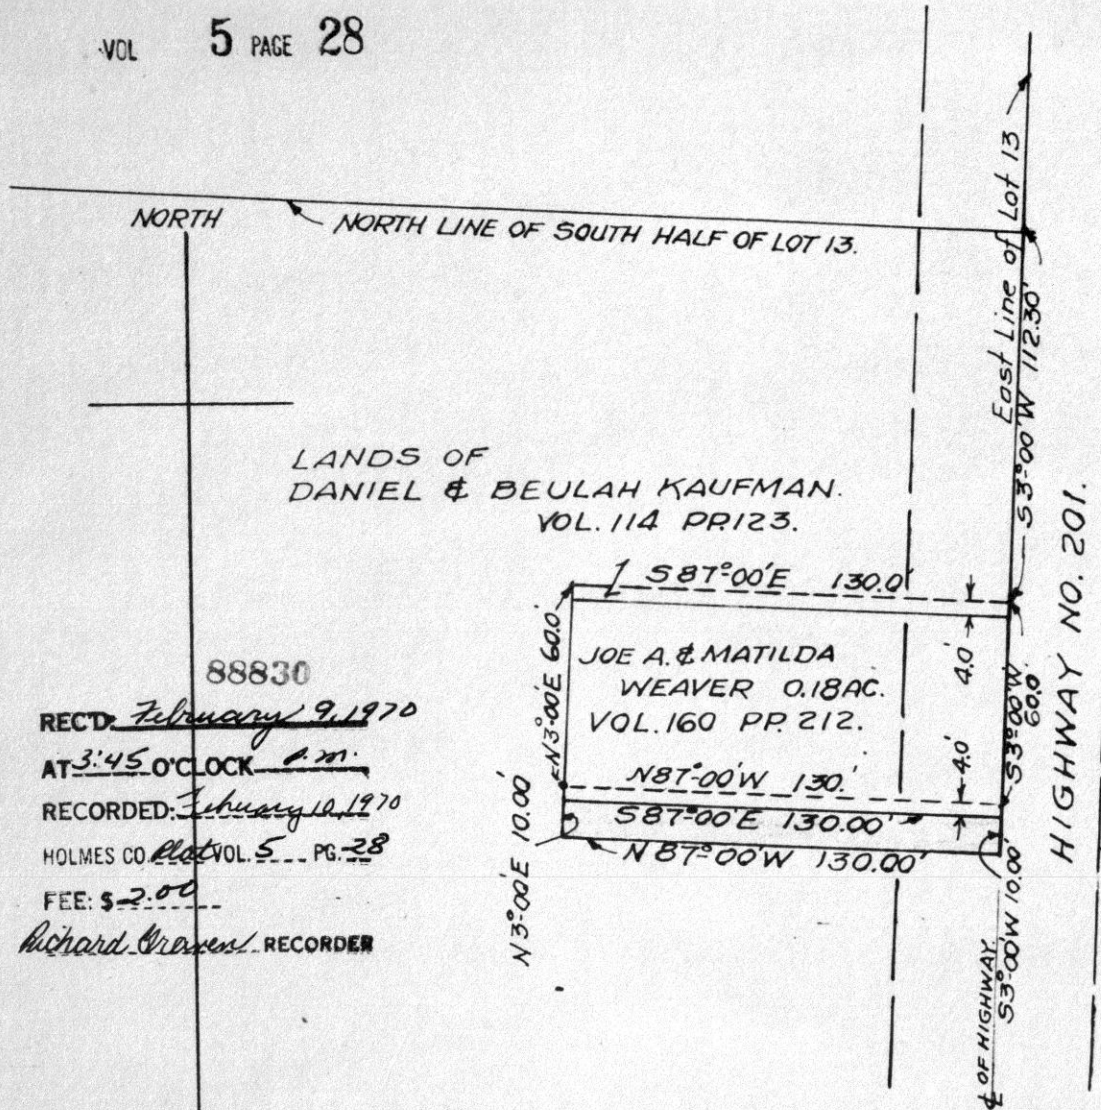 VOL 5 PAGE 28
NORTH
NORTH LINE OF SOUTH HALF OF LOT 13.
East Line of Lot 13
S3°00'W 112.30'
LANDS OF
DANIEL & BEULAH KAUFMAN.
VOL. 114 PP. 123.
S87°00'E 130.0'
N3°00'E 60.0
JOE A. & MATILDA
WEAVER 0.18AC.
VOL. 160 PP. 212.
4.0'
4.0'
S3°00'W
60.0
HIGHWAY NO. 201.
N87°00'W 130.'
S87°00'E 130.00'
N87°00'W 130.00'
N3°00'E 10.00'
S3°00'W 10.00'
℄ OF HIGHWAY
88830
REC'D. February 9, 1970
AT 3:45 O'CLOCK P.M.
RECORDED: February 10, 1970
HOLMES CO. Plat VOL. 5 PG. 28
FEE: $ 2.00
Richard RECORDER